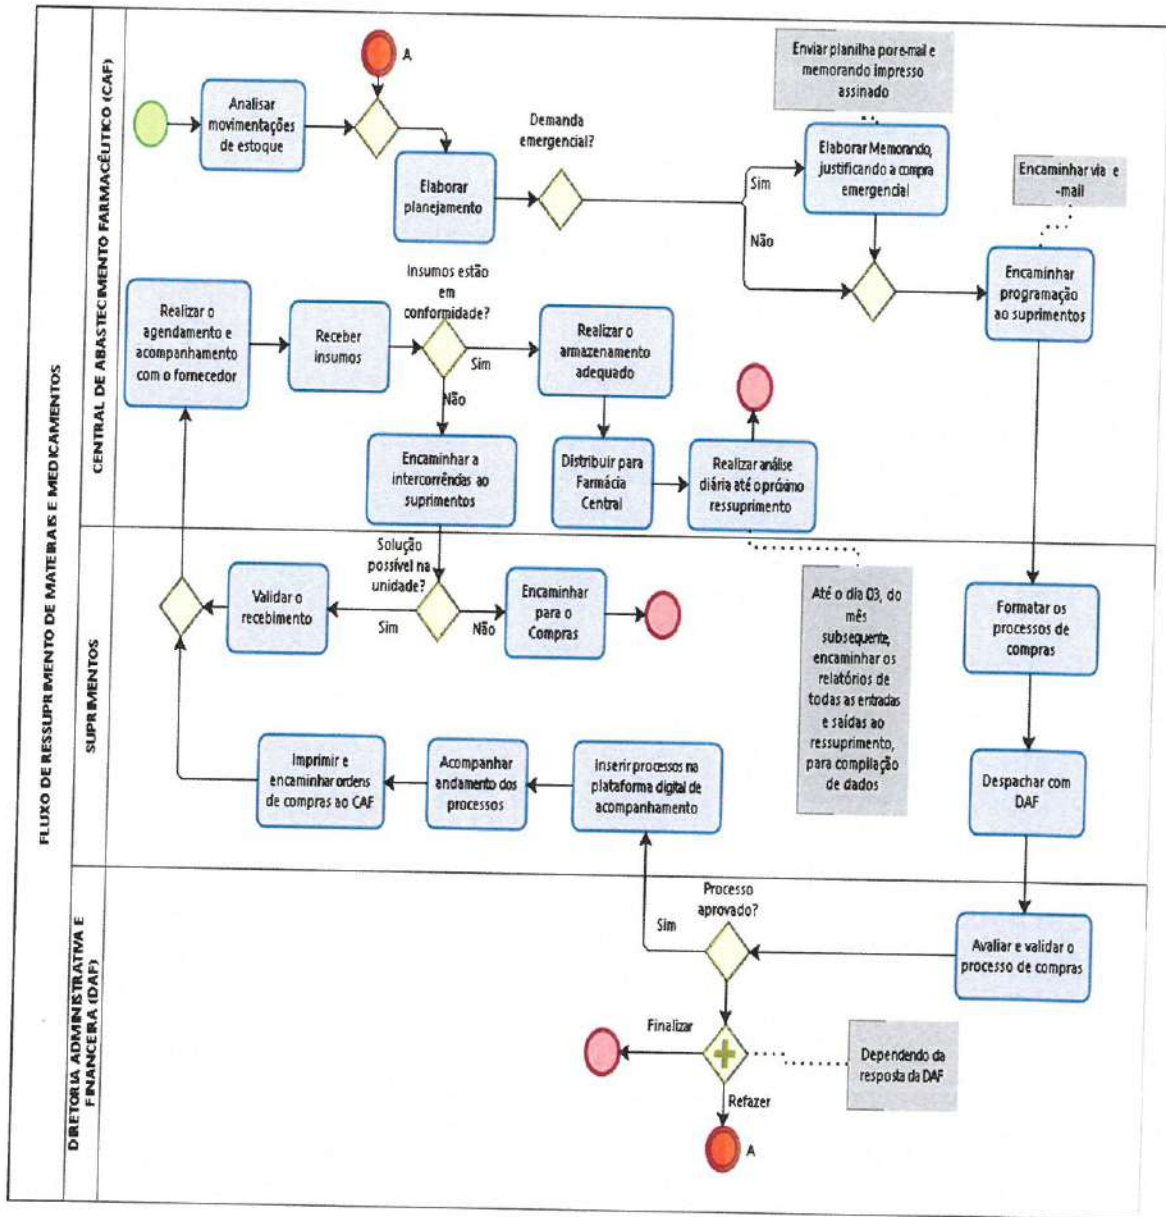 FLUXO DE RESSUPRIMENTO DE MATEIRAIS E MEDICAMENTOS
CENTRAL DE ABASTECIMENTO FARMACÊUTICO (CAF)
A
Analisar
movimentações
de estoque
Elaborar
planejamento
Demanda
emergencial?
Enviar planilha por e-mail e
memorando impresso
assinado
Sim
Elaborar Memorando,
justificando a compra
emergencial
Não
Encaminhar via e
-mail
Encaminhar
programação
ao suprimentos
Realizar o
agendamento e
acompanhamento
com o fornecedor
Receber
insumos
Insumos estão
em
conformidade?
Sim
Não
Realizar o
armazenamento
adequado
Encaminhar a
intercorrências ao
suprimentos
Distribuir para
Farmácia
Central
Realizar análise
diária até o próximo
ressuprimento
SUPRIMENTOS
Solução
possível na
unidade?
Validar o
recebimento
Sim
Não
Encaminhar
para o
Compras
Até o dia 03, do
mês
subsequente,
encaminhar os
relatórios de
todas as entradas
e saídas ao
ressuprimento,
para compilação
de dados
Formatar os
processos de
compras
Imprimir e
encaminhar ordens
de compras ao CAF
Acompanhar
andamento dos
processos
Inserir processos na
plataforma digital de
acompanhamento
Despachar com
DAF
DIRETORIA ADMINISTRATIVA E
FINANCEIRA (DAF)
Processo
aprovado?
Sim
Avaliar e validar o
processo de compras
Finalizar
Dependendo da
resposta da DAF
Refazer
A